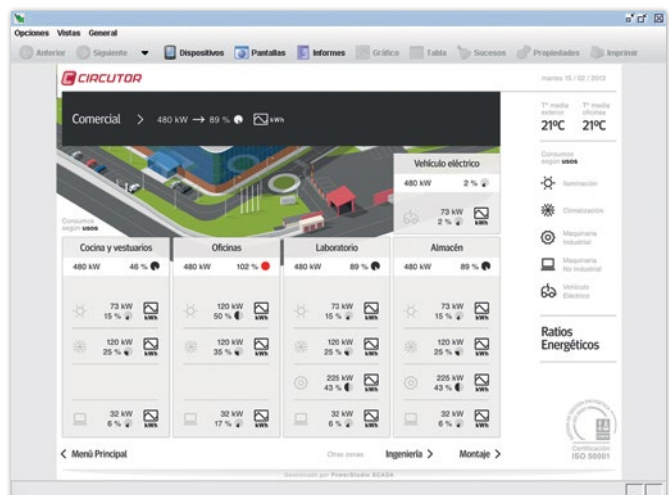 Opciones Vistas General
Anterior Siguiente Dispositivos Pantallas Informes Gráfico Tabla Sucesos Propiedades Imprimir
CIRCUTOR
martes 15 / 02 / 2013
Comercial > 480 kW → 89 % kWh
Tª media exterior
21ºC
Tª media oficinas
21ºC
Consumos según usos
Iluminación
Climatización
Maquinaria Industrial
Maquinaria No Industrial
Vehículo Eléctrico
Ratios Energéticos
Certificación
ISO 50001
Vehículo eléctrico
480 kW 2 %
73 kW
2 % kWh
Consumos
según usos
Cocina y vestuarios
480 kW 46 %
73 kW
15 % kWh
120 kW
25 % kWh
32 kW
6 % kWh
Oficinas
480 kW 102 %
120 kW
50 % kWh
120 kW
35 % kWh
32 kW
17 % kWh
Laboratorio
480 kW 89 %
73 kW
15 % kWh
120 kW
25 % kWh
225 kW
43 % kWh
32 kW
6 % kWh
Almacén
480 kW 89 %
73 kW
15 % kWh
120 kW
25 % kWh
225 kW
43 % kWh
32 kW
6 % kWh
< Menú Principal
Otras zonas
Ingeniería >
Montaje >
Gestionado por PowerStudio SCADA